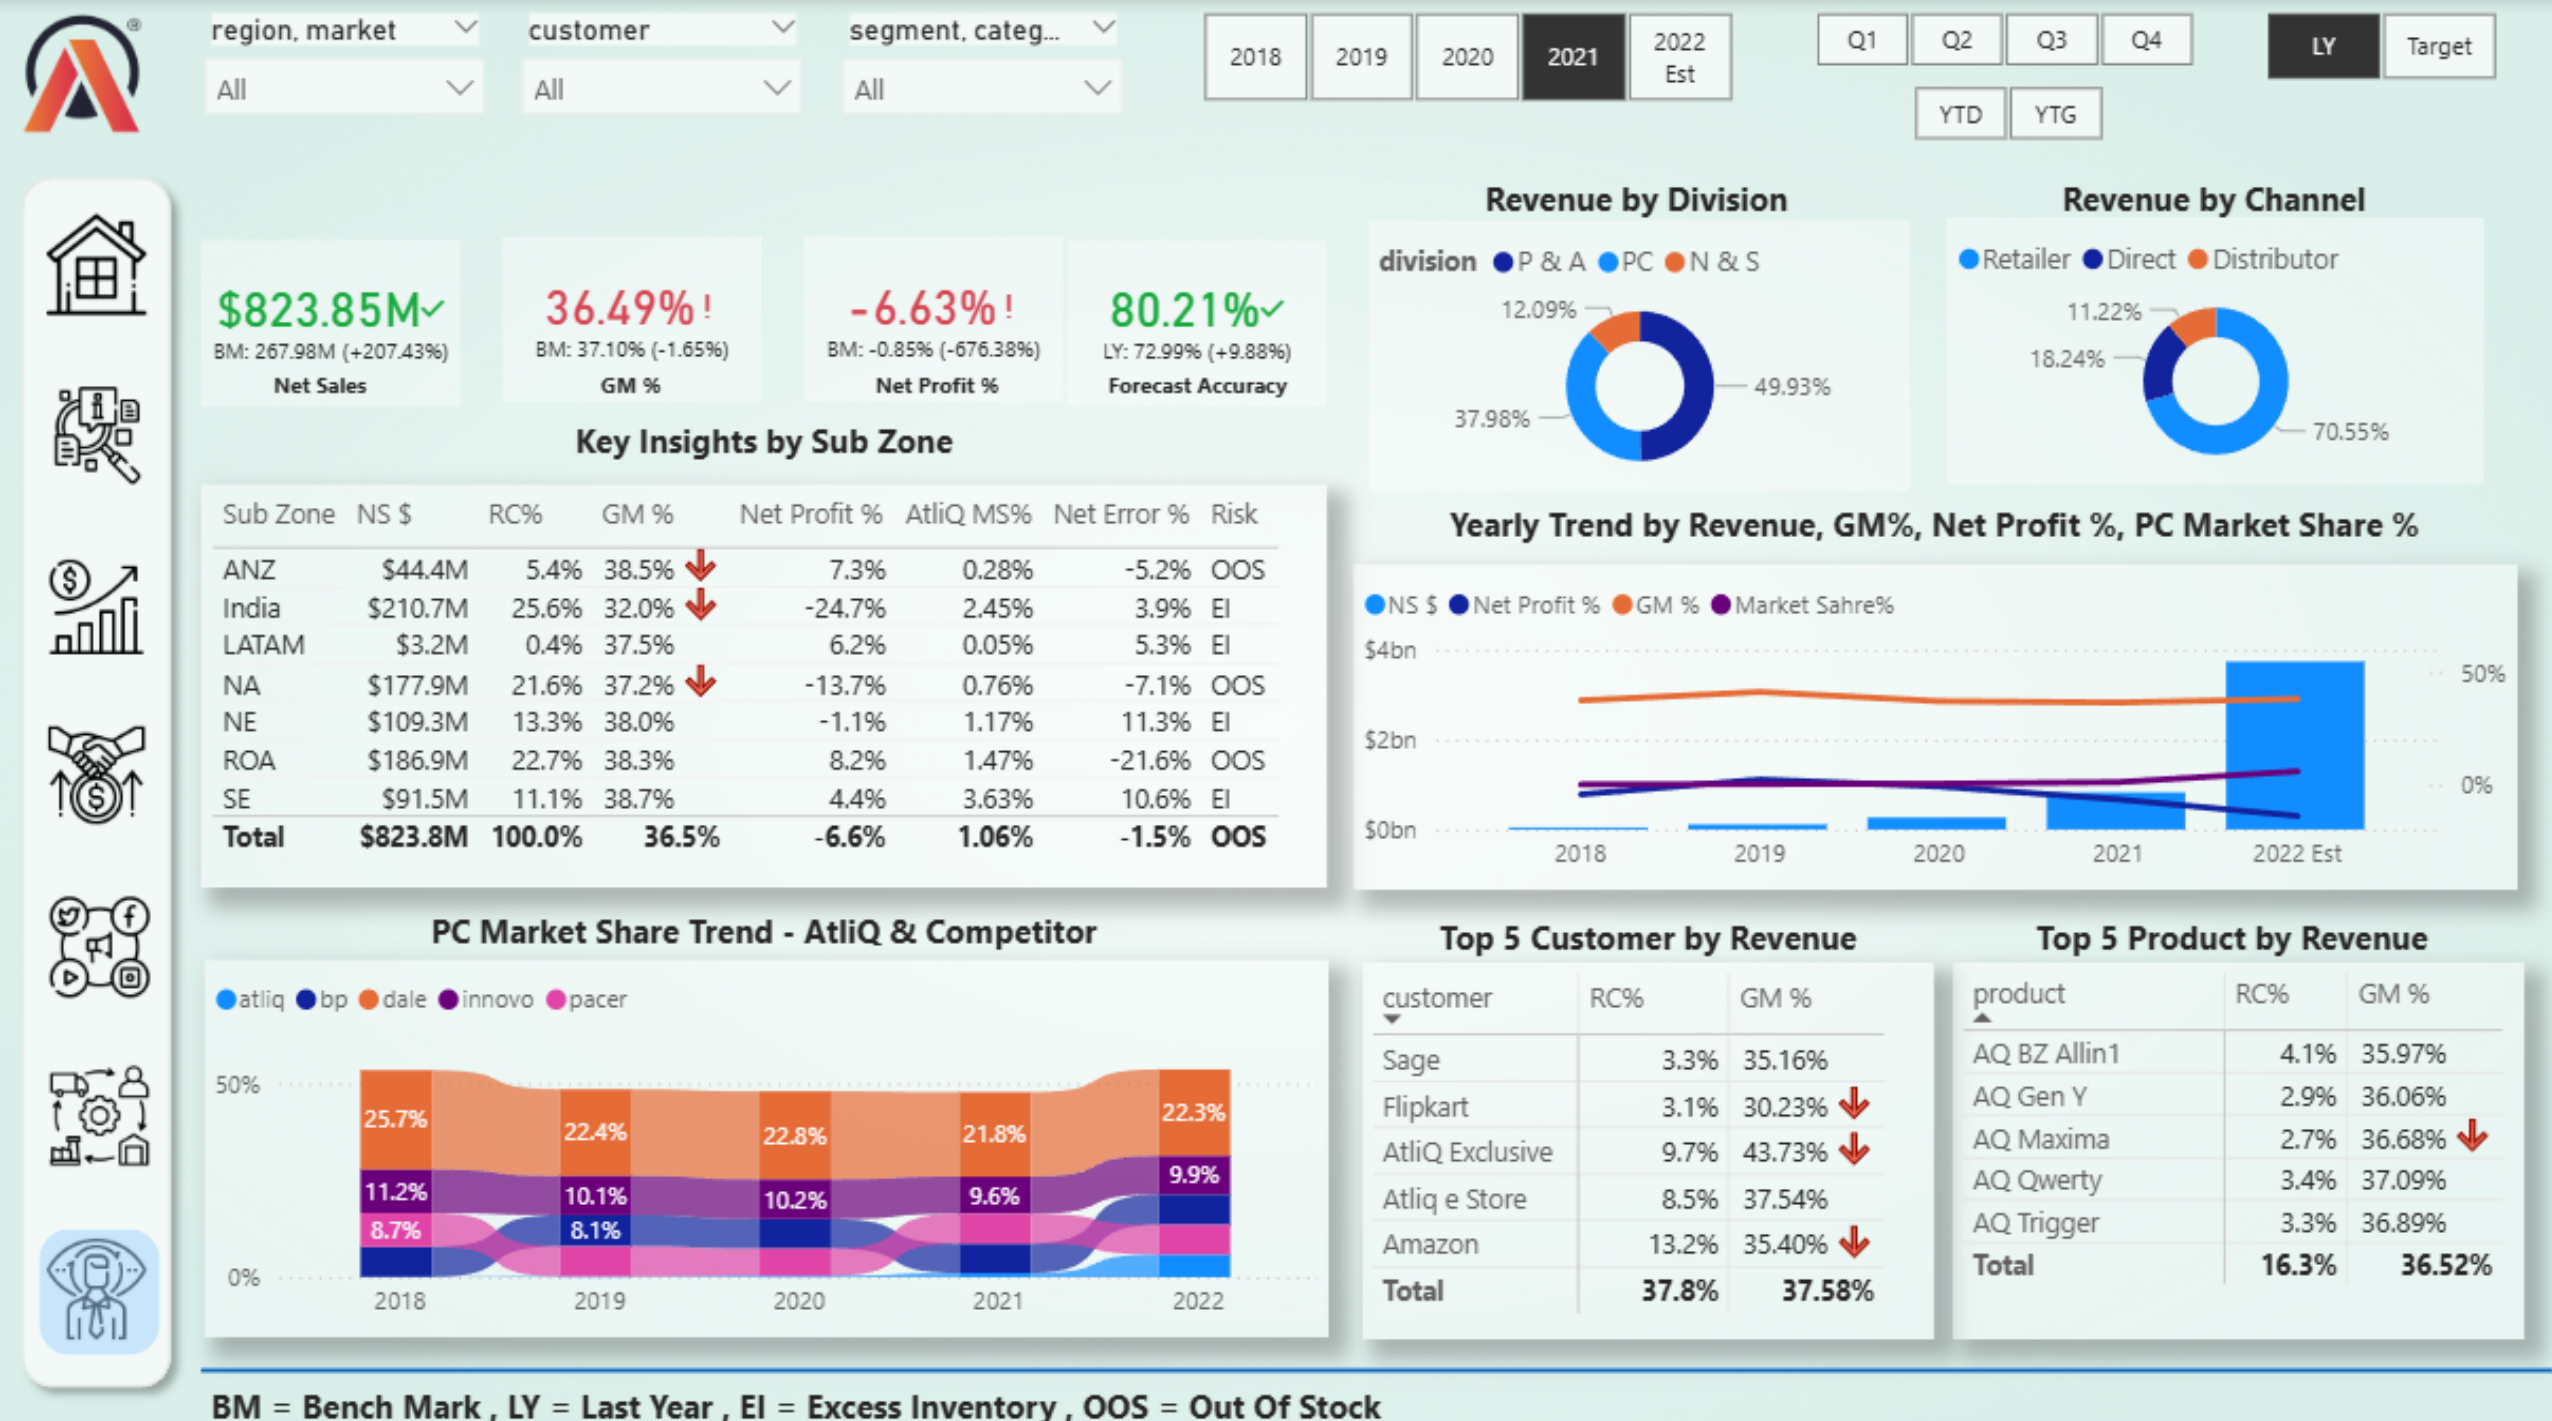 ®
region, market
customer
segment, categ...
All
All
All
2018
2019
2020
2021
2022
Est
Q1
Q2
Q3
Q4
YTD
YTG
LY
Target
$823.85M
BM: 267.98M (+207.43%)
Net Sales
36.49% !
BM: 37.10% (-1.65%)
GM %
-6.63% !
BM: -0.85% (-676.38%)
Net Profit %
80.21%
LY: 72.99% (+9.88%)
Forecast Accuracy
Revenue by Division
division P & A PC N & S
12.09%
49.93%
37.98%
Revenue by Channel
Retailer Direct Distributor
11.22%
18.24%
70.55%
Key Insights by Sub Zone
Sub Zone NS $ RC% GM % Net Profit % AtliQ MS% Net Error % Risk
ANZ $44.4M 5.4% 38.5% 7.3% 0.28% -5.2% OOS
India $210.7M 25.6% 32.0% -24.7% 2.45% 3.9% EI
LATAM $3.2M 0.4% 37.5% 6.2% 0.05% 5.3% EI
NA $177.9M 21.6% 37.2% -13.7% 0.76% -7.1% OOS
NE $109.3M 13.3% 38.0% -1.1% 1.17% 11.3% EI
ROA $186.9M 22.7% 38.3% 8.2% 1.47% -21.6% OOS
SE $91.5M 11.1% 38.7% 4.4% 3.63% 10.6% EI
Total $823.8M 100.0% 36.5% -6.6% 1.06% -1.5% OOS
Yearly Trend by Revenue, GM%, Net Profit %, PC Market Share %
NS $ Net Profit % GM % Market Sahre%
$4bn
$2bn
$0bn
50%
0%
2018 2019 2020 2021 2022 Est
PC Market Share Trend - AtliQ & Competitor
atliq bp dale innovo pacer
50%
0%
25.7% 22.4% 22.8% 21.8% 22.3%
11.2% 10.1% 10.2% 9.6% 9.9%
8.7% 8.1%
2018 2019 2020 2021 2022
Top 5 Customer by Revenue
customer RC% GM %
Sage 3.3% 35.16%
Flipkart 3.1% 30.23%
AtliQ Exclusive 9.7% 43.73%
Atliq e Store 8.5% 37.54%
Amazon 13.2% 35.40%
Total 37.8% 37.58%
Top 5 Product by Revenue
product RC% GM %
AQ BZ Allin1 4.1% 35.97%
AQ Gen Y 2.9% 36.06%
AQ Maxima 2.7% 36.68%
AQ Qwerty 3.4% 37.09%
AQ Trigger 3.3% 36.89%
Total 16.3% 36.52%
BM = Bench Mark , LY = Last Year , EI = Excess Inventory , OOS = Out Of Stock